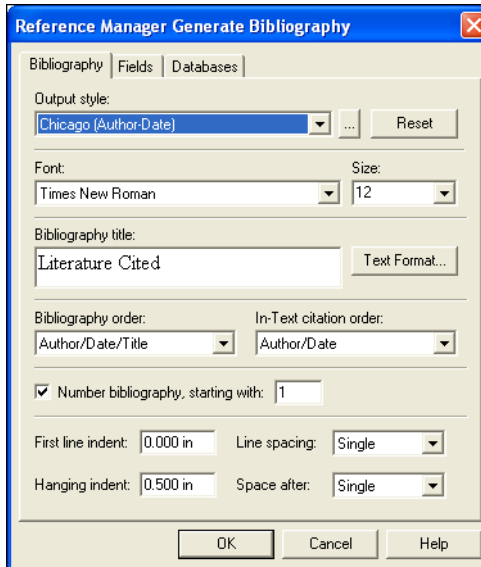 Reference Manager Generate Bibliography
Bibliography Fields Databases
Output style:
Chicago (Author-Date) ... Reset
Font: Size:
Times New Roman 12
Bibliography title:
Literature Cited Text Format...
Bibliography order: In-Text citation order:
Author/Date/Title Author/Date
Number bibliography, starting with: 1
First line indent: 0.000 in Line spacing: Single
Hanging indent: 0.500 in Space after: Single
OK Cancel Help